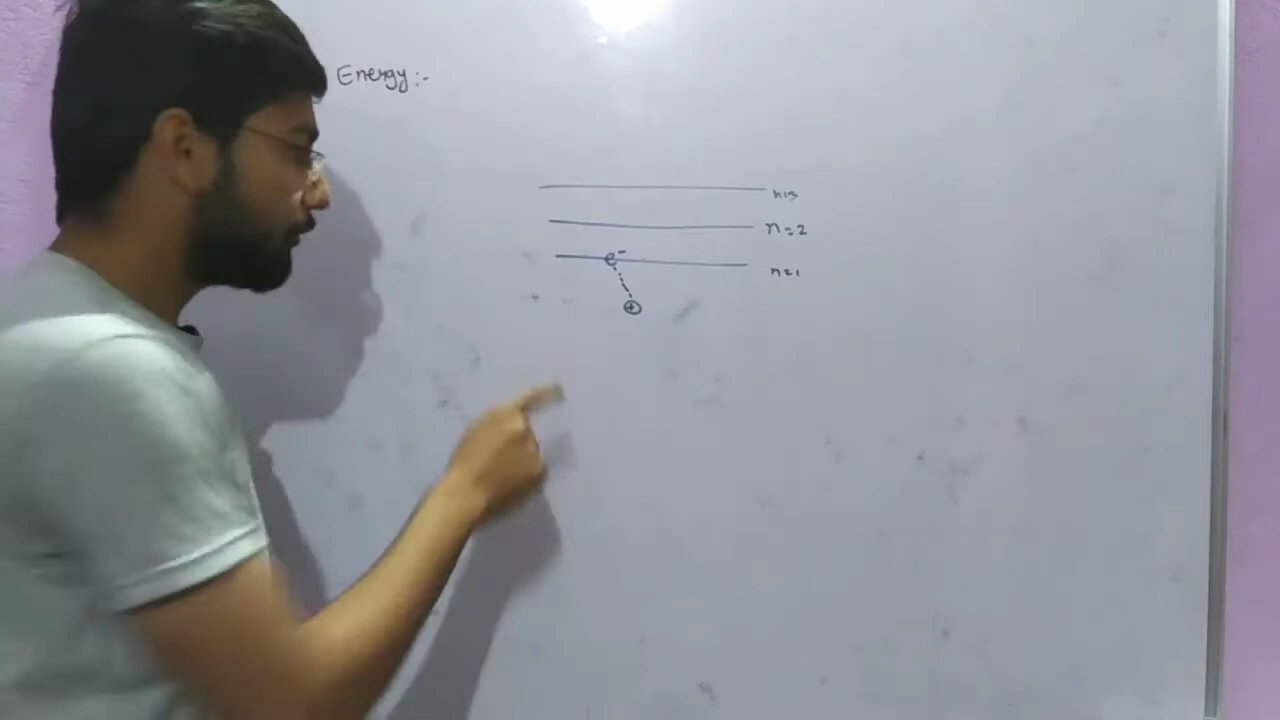 Energy :-
n=3
n=2
e-
n=1
+